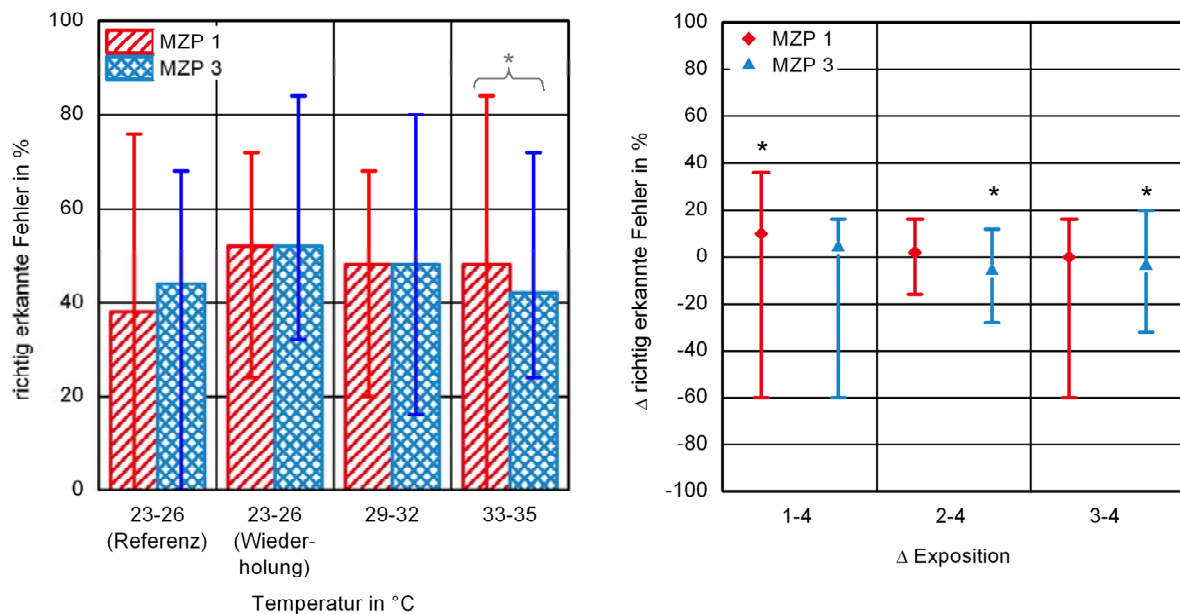 100
80
60
40
20
0
richtig erkannte Fehler in %
MZP 1
MZP 3
*
23-26
(Referenz)
23-26
(Wieder-
holung)
29-32
33-35
Temperatur in °C
100
80
60
40
20
0
-20
-40
-60
-80
-100
Δ richtig erkannte Fehler in %
MZP 1
MZP 3
*
*
*
1-4
2-4
3-4
Δ Exposition